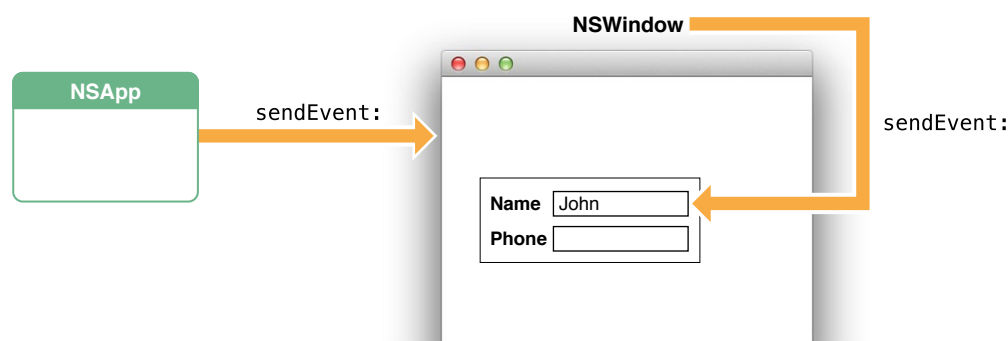 NSWindow
NSApp
sendEvent:
sendEvent:
Name John
Phone